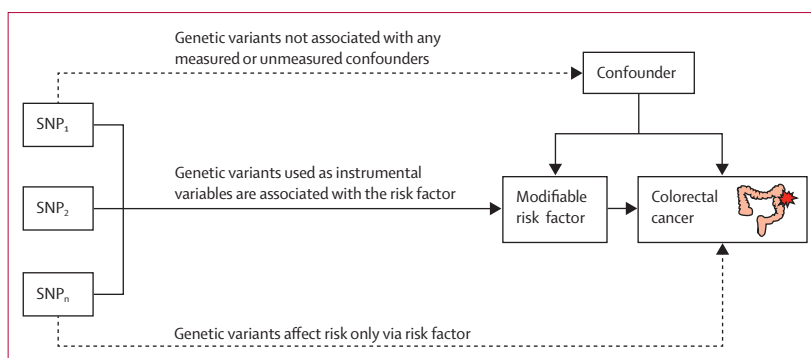 Genetic variants not associated with any
measured or unmeasured confounders
Confounder
SNP₁
SNP₂
SNPₙ
Genetic variants used as instrumental
variables are associated with the risk factor
Modifiable
risk factor
Colorectal
cancer
Genetic variants affect risk only via risk factor